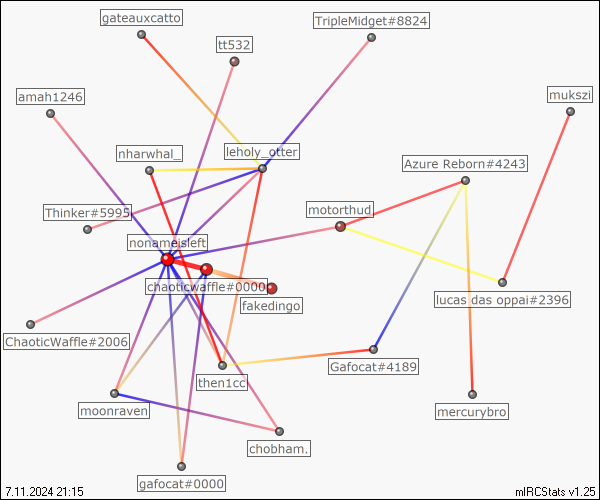 gateauxcatto
TripleMidget#8824
tt532
amah1246
mukszi
nharwhal_
leholy_otter
Azure Reborn#4243
Thinker#5995
motorthud
nonameisleft
chaoticwaffle#0000
lucas das oppai#2396
fakedingo
ChaoticWaffle#2006
Gafocat#4189
then1cc
moonraven
mercurybro
chobham.
gafocat#0000
7.11.2024 21:15
mIRCStats v1.25